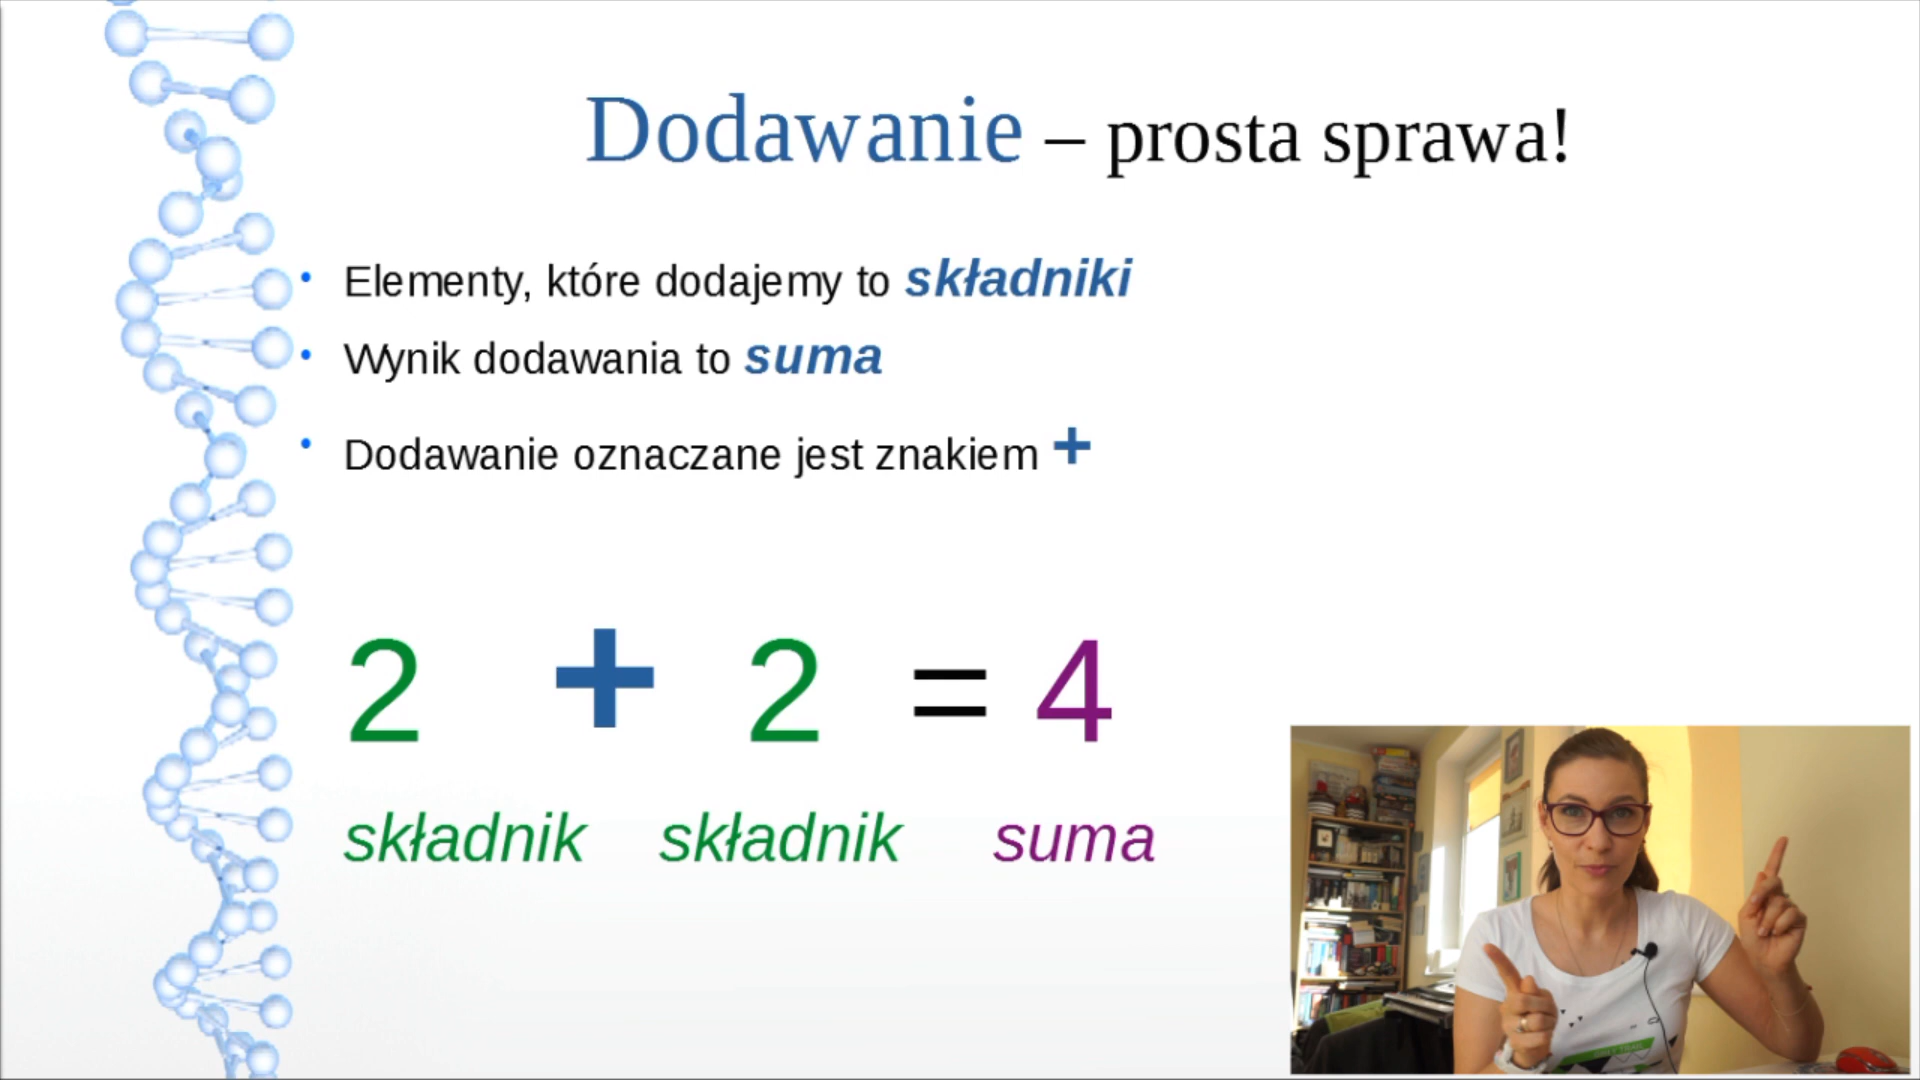 Dodawanie – prosta sprawa!
• Elementy, które dodajemy to składniki
• Wynik dodawania to suma
• Dodawanie oznaczane jest znakiem +
2 + 2 = 4
składnik składnik suma